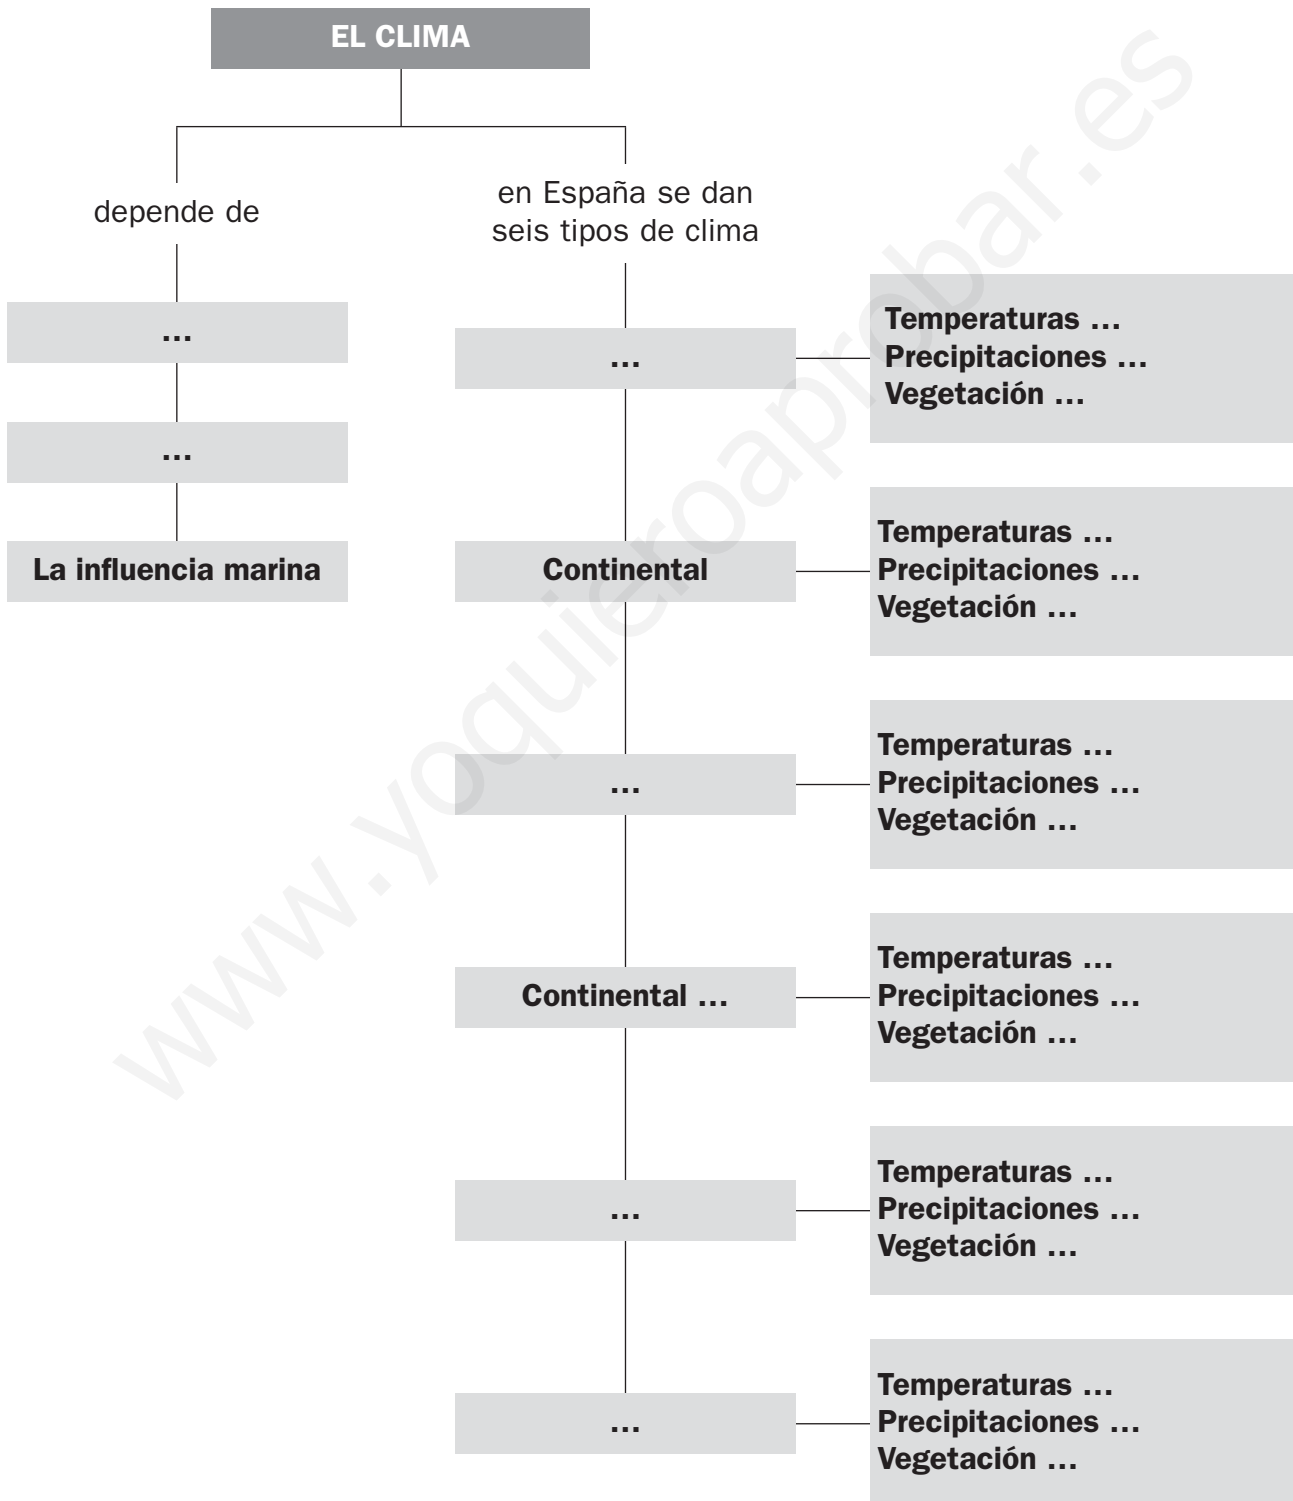 EL CLIMA
depende de
...
...
La influencia marina
en España se dan
seis tipos de clima
...
Temperaturas ...
Precipitaciones ...
Vegetación ...
Continental
Temperaturas ...
Precipitaciones ...
Vegetación ...
...
Temperaturas ...
Precipitaciones ...
Vegetación ...
Continental ...
Temperaturas ...
Precipitaciones ...
Vegetación ...
...
Temperaturas ...
Precipitaciones ...
Vegetación ...
...
Temperaturas ...
Precipitaciones ...
Vegetación ...
www.yoquieroaprobar.es